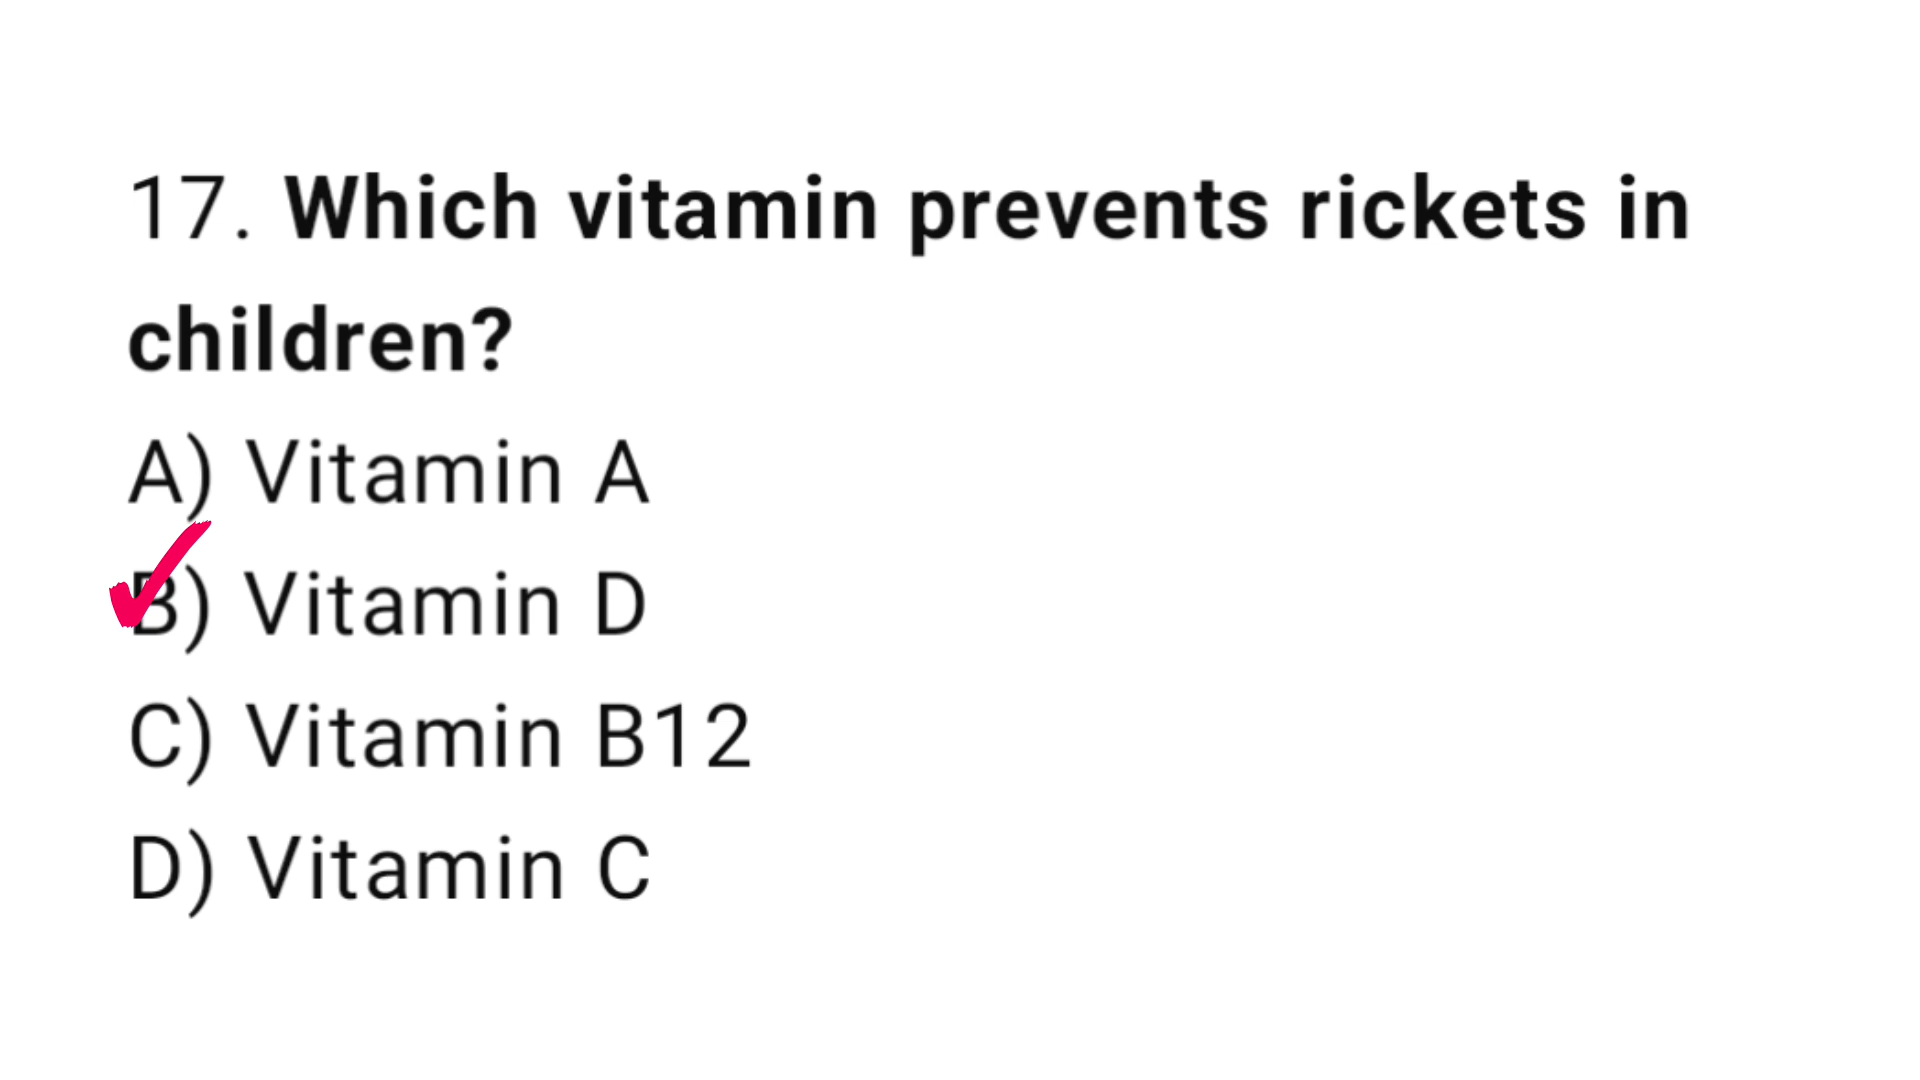 17. Which vitamin prevents rickets in
children?
A) Vitamin A
B) Vitamin D
C) Vitamin B12
D) Vitamin C